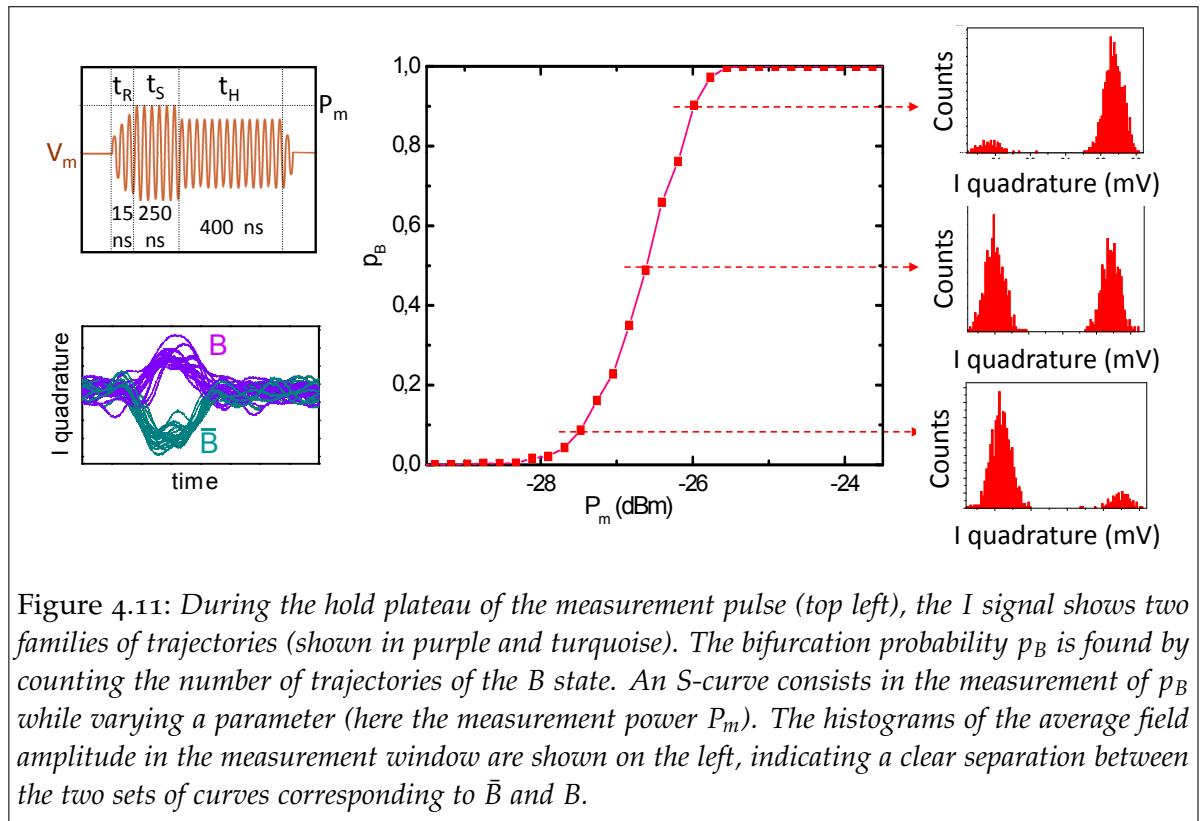 t_R t_S t_H
P_m
V_m
15 250
400 ns
ns ns
I quadrature
B
B̄
time
1,0
0,8
0,6
0,4
0,2
0,0
p_B
-28 -26 -24
P_m (dBm)
Counts
I quadrature (mV)
Counts
I quadrature (mV)
Counts
I quadrature (mV)
Figure 4.11: During the hold plateau of the measurement pulse (top left), the I signal shows two
families of trajectories (shown in purple and turquoise). The bifurcation probability p_B is found by
counting the number of trajectories of the B state. An S-curve consists in the measurement of p_B
while varying a parameter (here the measurement power P_m). The histograms of the average field
amplitude in the measurement window are shown on the left, indicating a clear separation between
the two sets of curves corresponding to B̄ and B.